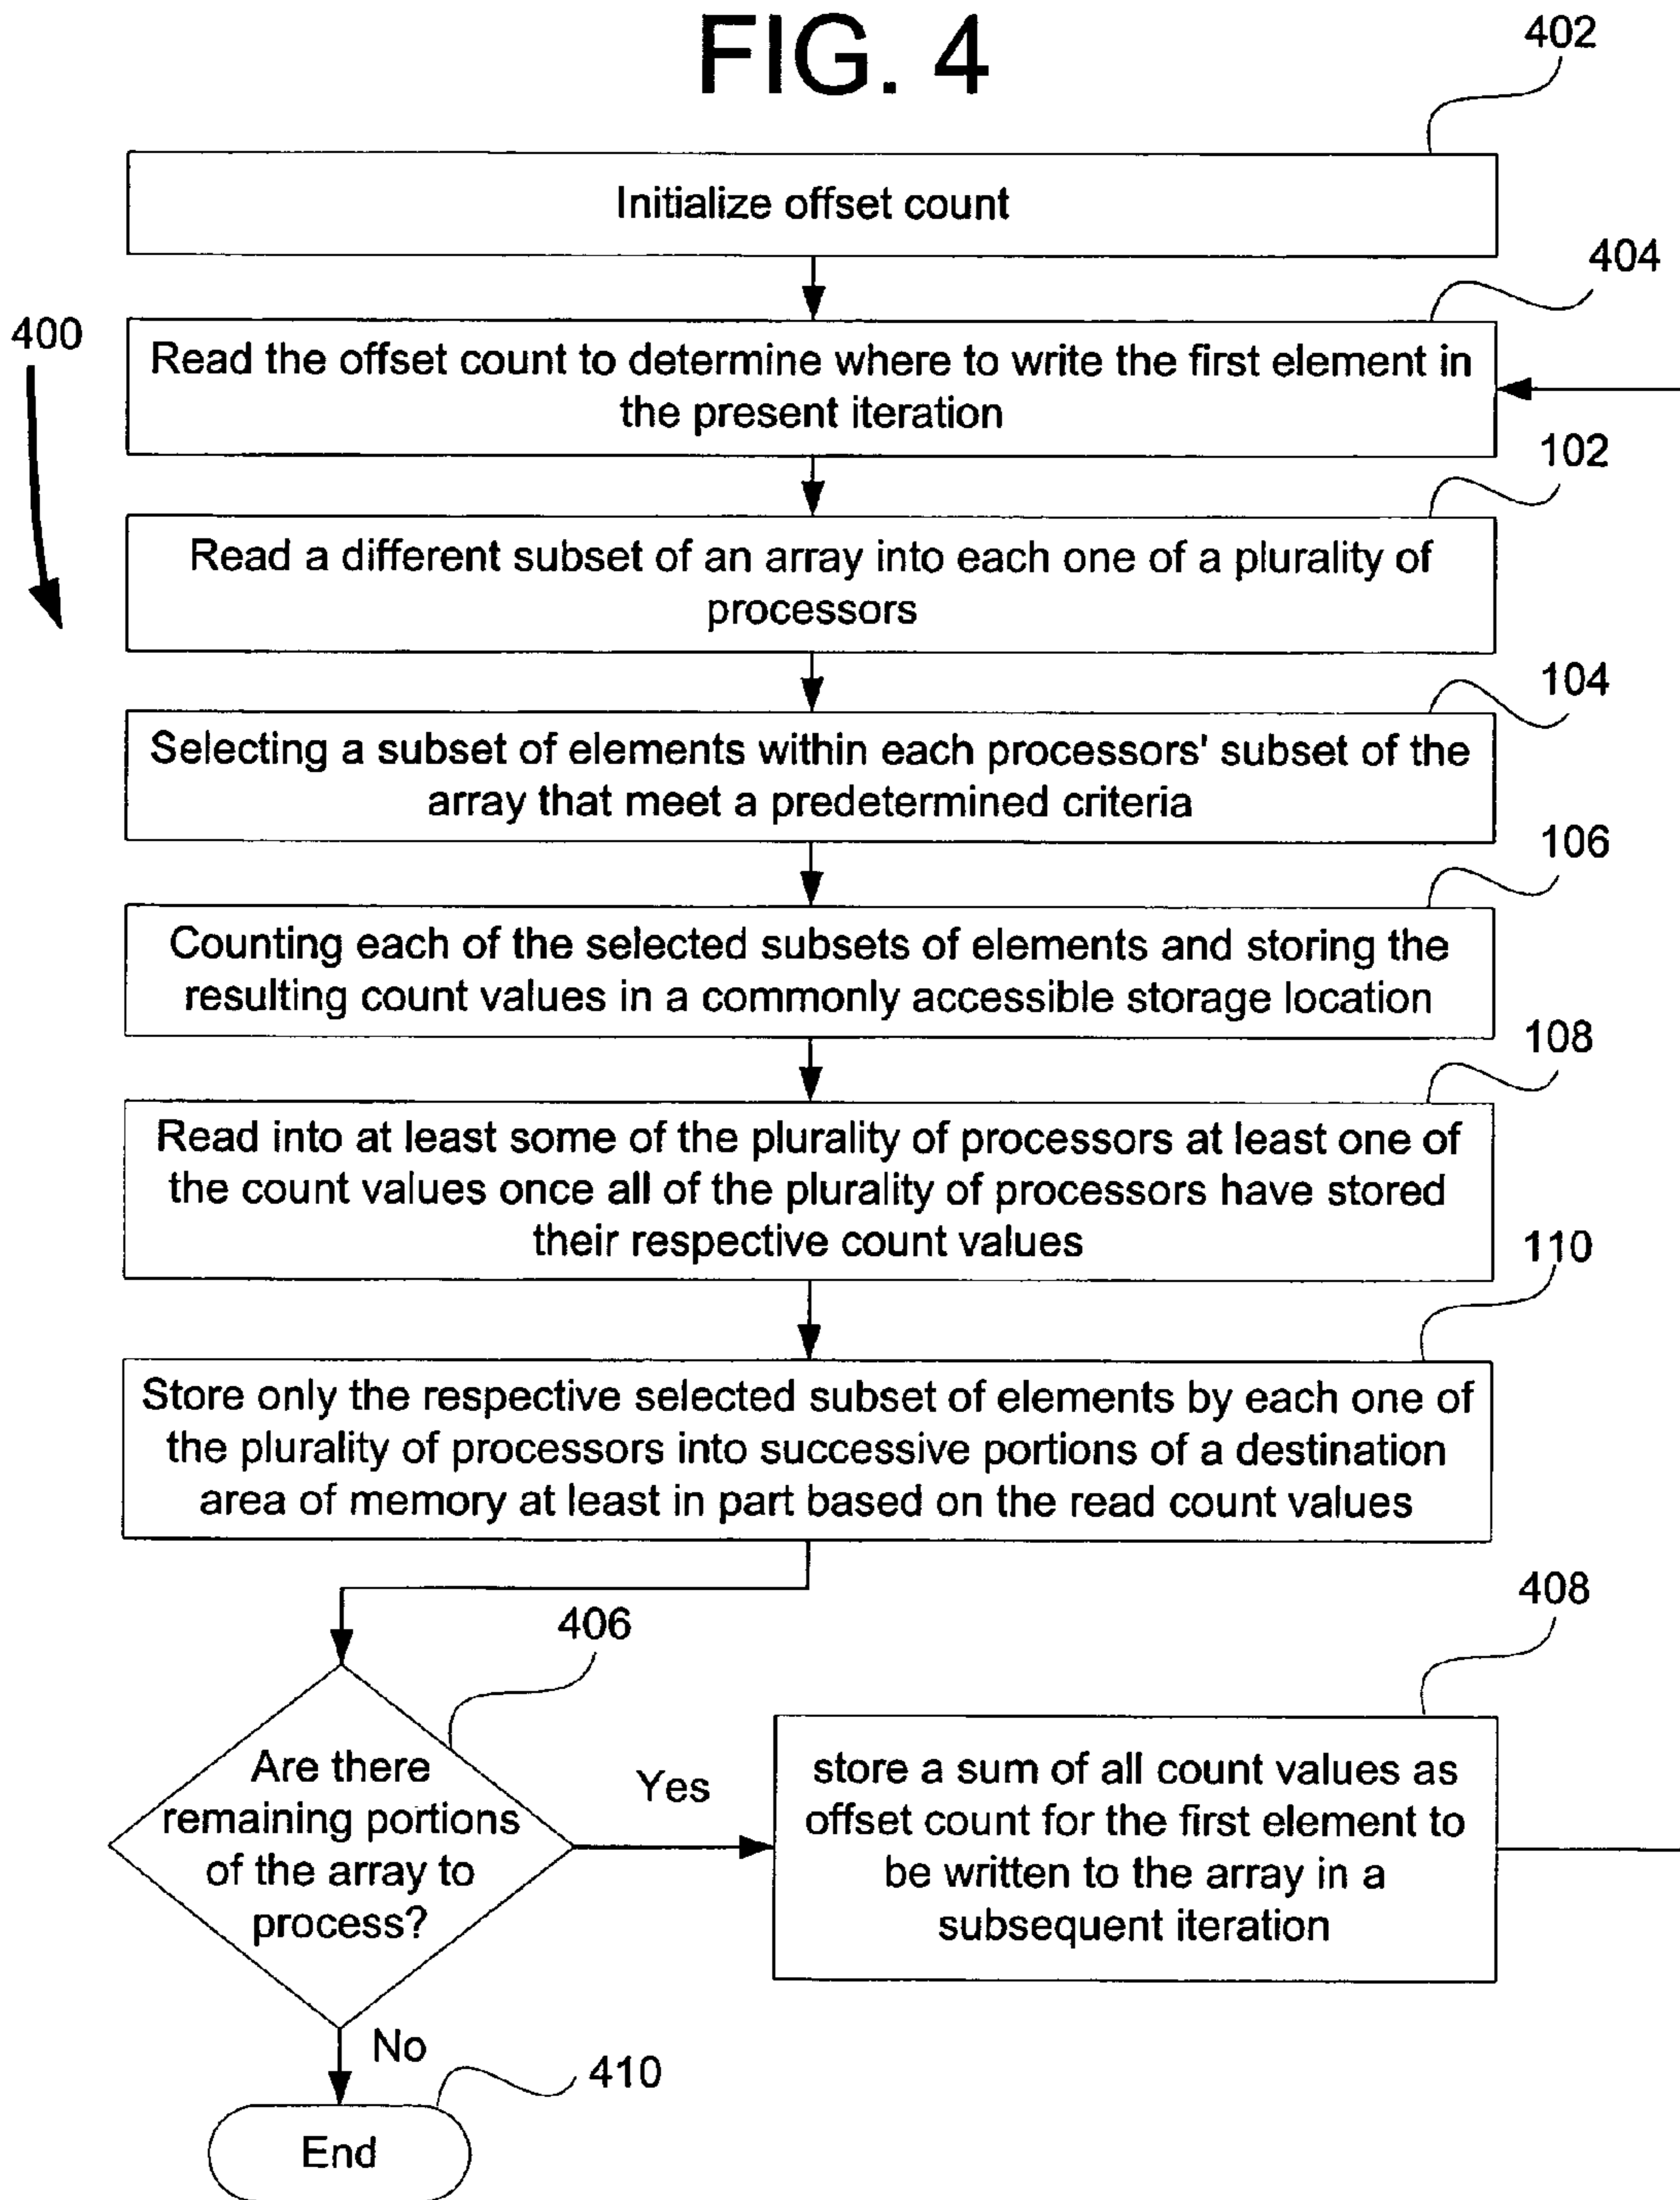 FIG. 4
402
Initialize offset count
404
400
Read the offset count to determine where to write the first element in
the present iteration
102
Read a different subset of an array into each one of a plurality of
processors
104
Selecting a subset of elements within each processors' subset of the
array that meet a predetermined criteria
106
Counting each of the selected subsets of elements and storing the
resulting count values in a commonly accessible storage location
108
Read into at least some of the plurality of processors at least one of
the count values once all of the plurality of processors have stored
their respective count values
110
Store only the respective selected subset of elements by each one of
the plurality of processors into successive portions of a destination
area of memory at least in part based on the read count values
406
408
Are there
remaining portions
of the array to
process?
Yes
store a sum of all count values as
offset count for the first element to
be written to the array in a
subsequent iteration
No
410
End